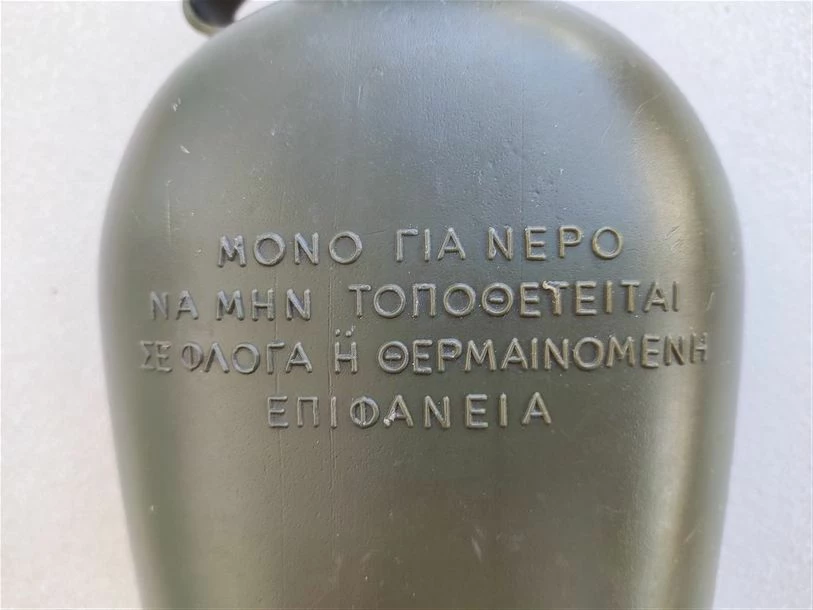 ΜΟΝΟ ΓΙΑ ΝΕΡΟ
ΝΑ ΜΗΝ ΤΟΠΟΘΕΤΕΙΤΑΙ
ΣΕ ΦΛΟΓΑ Ϊ́Η ΘΕΡΜΑΙΝΟΜΕΝΗ
ΕΠΙΦΑΝΕΙΑ